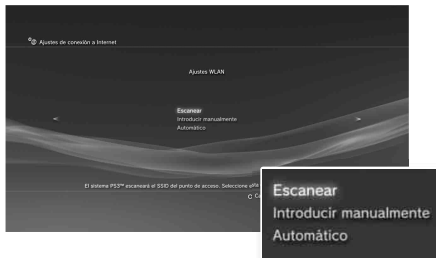 Ajustes de conexión a Internet
Ajustes WLAN
Escanear
Introducir manualmente
Automático
El sistema PS3™ escaneará el SSID del punto de acceso. Seleccione
Escanear
Introducir manualmente
Automático